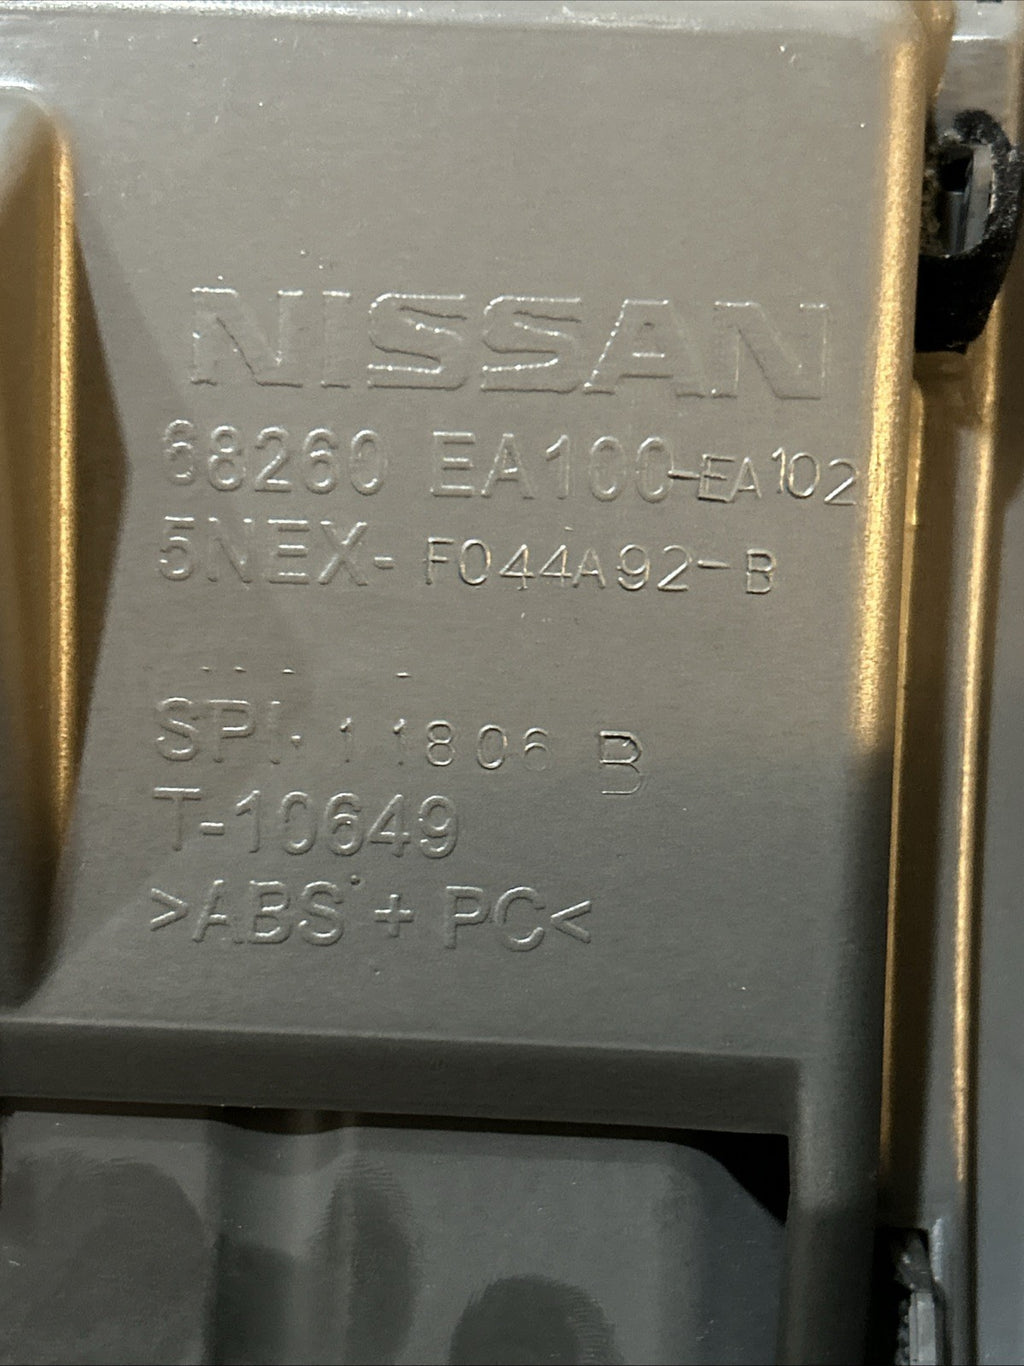 NISSAN
68260 EA100-EA102
5NEX-F044A92-B
SPI-11806 B
T-10649
>ABS + PC<